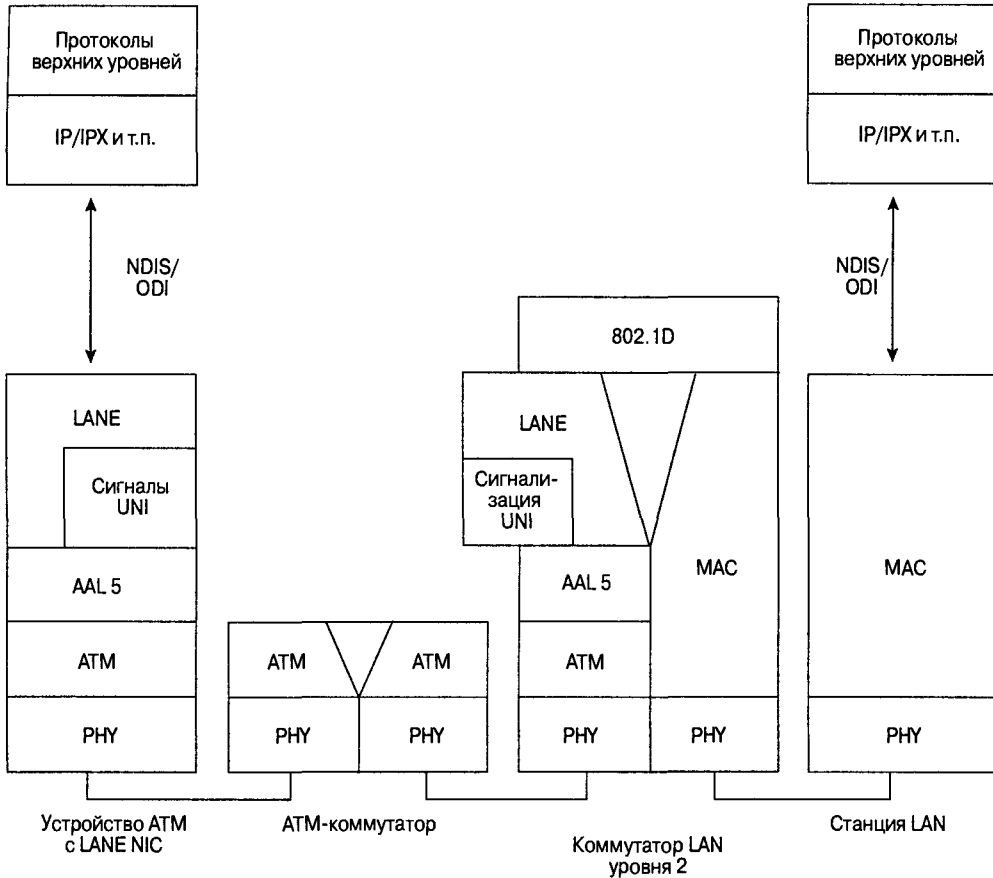 Протоколы
верхних уровней
IP/IPX и т.п.
NDIS/
ODI
LANE
Сигналы
UNI
AAL 5
ATM
PHY
Устройство ATM
с LANE NIC
ATM
ATM
PHY
PHY
ATM-коммутатор
802.1D
LANE
Сигнали-
зация
UNI
AAL 5
MAC
ATM
PHY
PHY
Коммутатор LAN
уровня 2
Протоколы
верхних уровней
IP/IPX и т.п.
NDIS/
ODI
MAC
PHY
Станция LAN